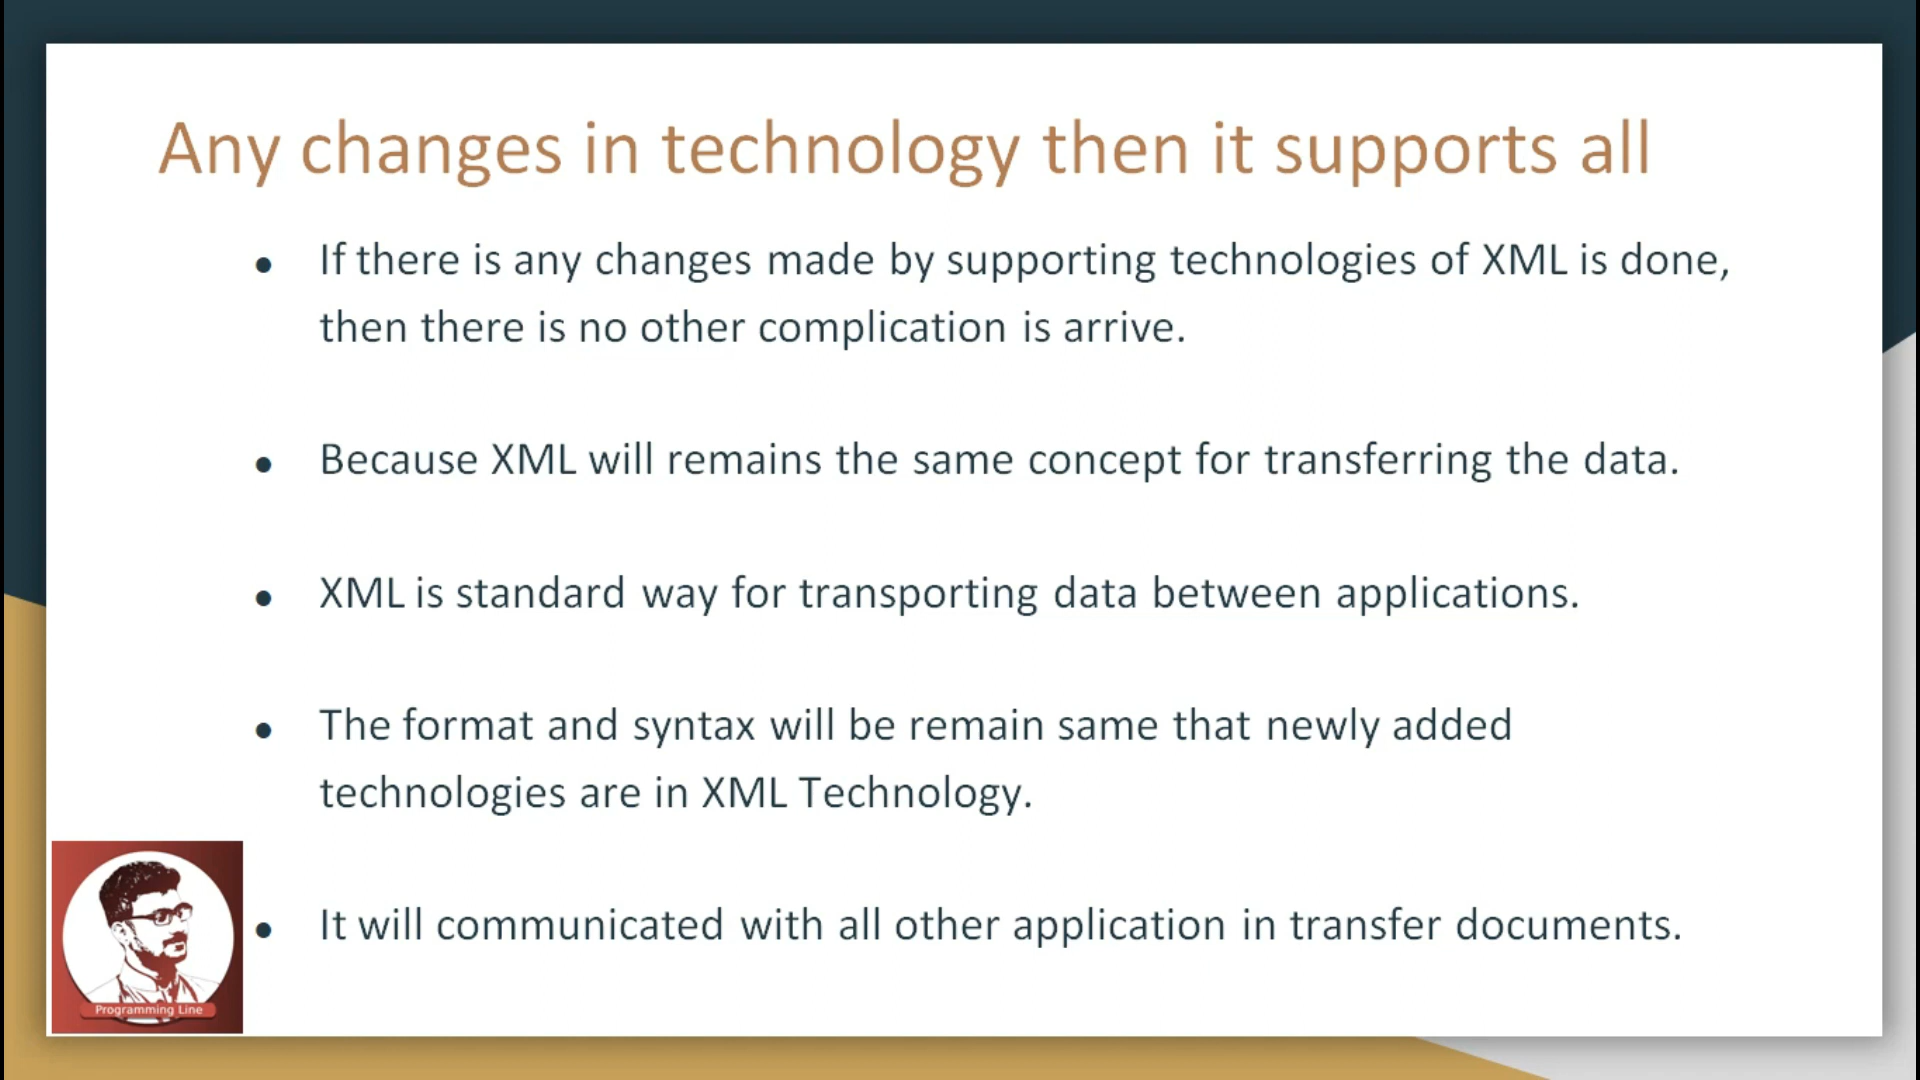 Any changes in technology then it supports all
If there is any changes made by supporting technologies of XML is done,
then there is no other complication is arrive.
Because XML will remains the same concept for transferring the data.
XML is standard way for transporting data between applications.
The format and syntax will be remain same that newly added
technologies are in XML Technology.
It will communicated with all other application in transfer documents.
Programming Line